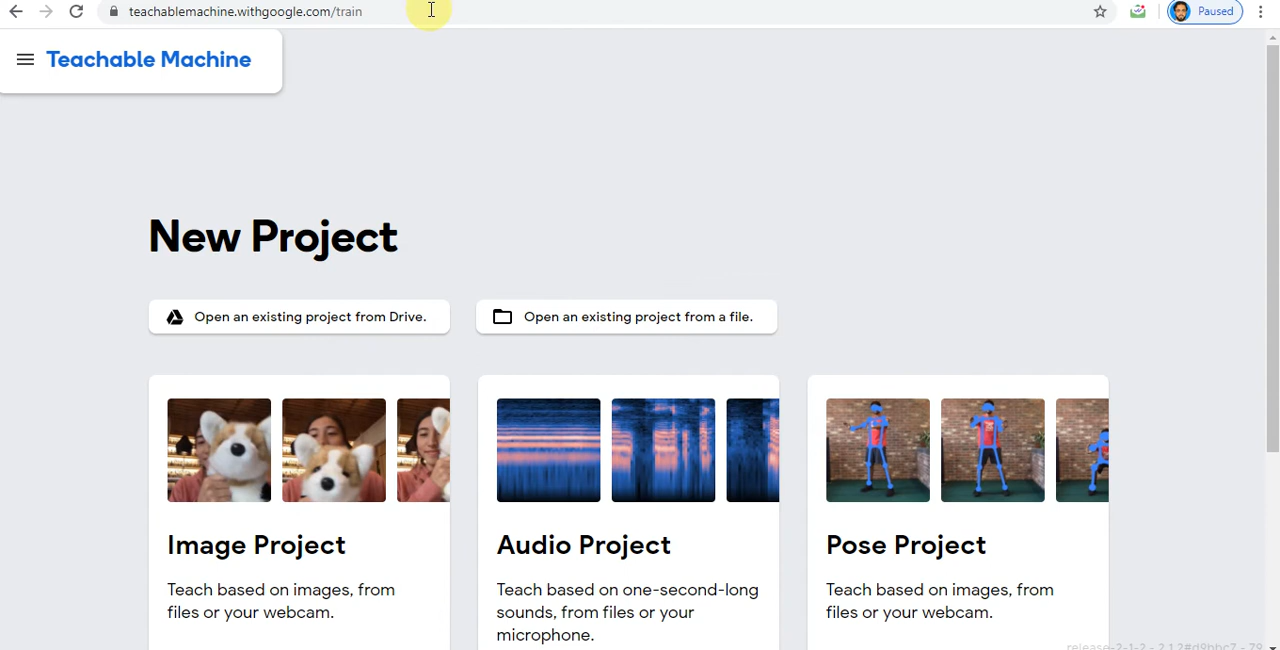 teachablemachine.withgoogle.com/train
Paused
Teachable Machine
New Project
Open an existing project from Drive.
Open an existing project from a file.
Image Project
Teach based on images, from
files or your webcam.
Audio Project
Teach based on one-second-long
sounds, from files or your
microphone.
Pose Project
Teach based on images, from
files or your webcam.